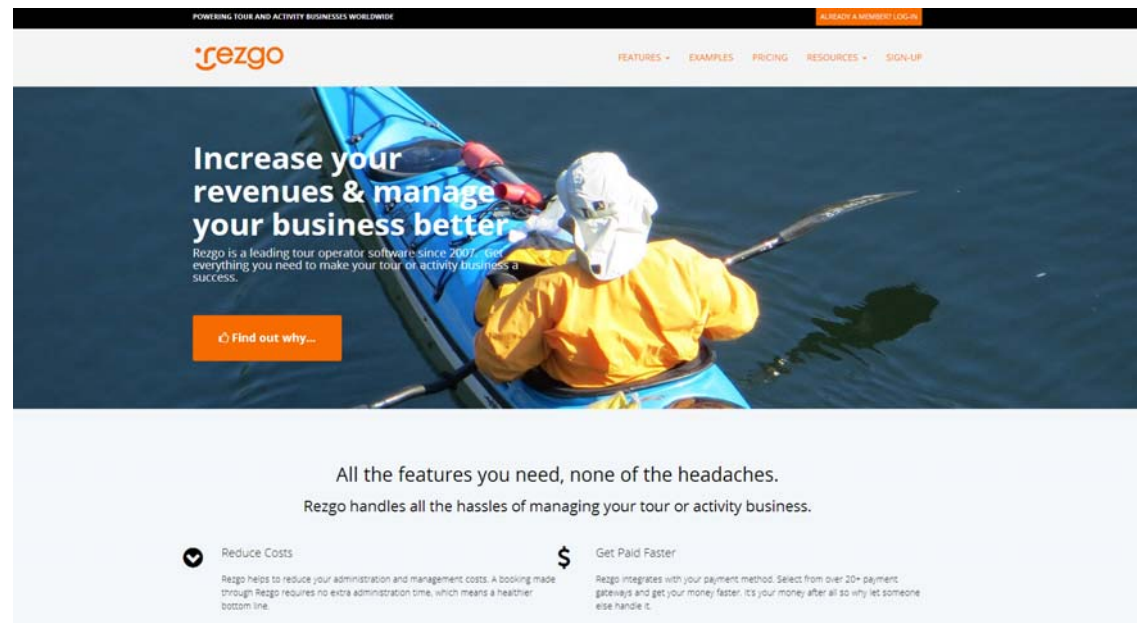 POWERING TOUR AND ACTIVITY BUSINESSES WORLDWIDE
ALREADY A MEMBER? LOG-IN
rezgo
FEATURES EXAMPLES PRICING RESOURCES SIGN-UP
Increase your
revenues & manage
your business better
Rezgo is a leading tour operator software since 2007. Get
everything you need to make your tour or activity business a
success.
Find out why...
All the features you need, none of the headaches.
Rezgo handles all the hassles of managing your tour or activity business.
Reduce Costs
Rezgo helps to reduce your administration and management costs. A booking made
through Rezgo requires no extra administration time, which means a healthier
bottom line.
$ Get Paid Faster
Rezgo integrates with your payment method. Select from over 20+ payment
gateways and get your money faster. It's your money after all so why let someone
else handle it.